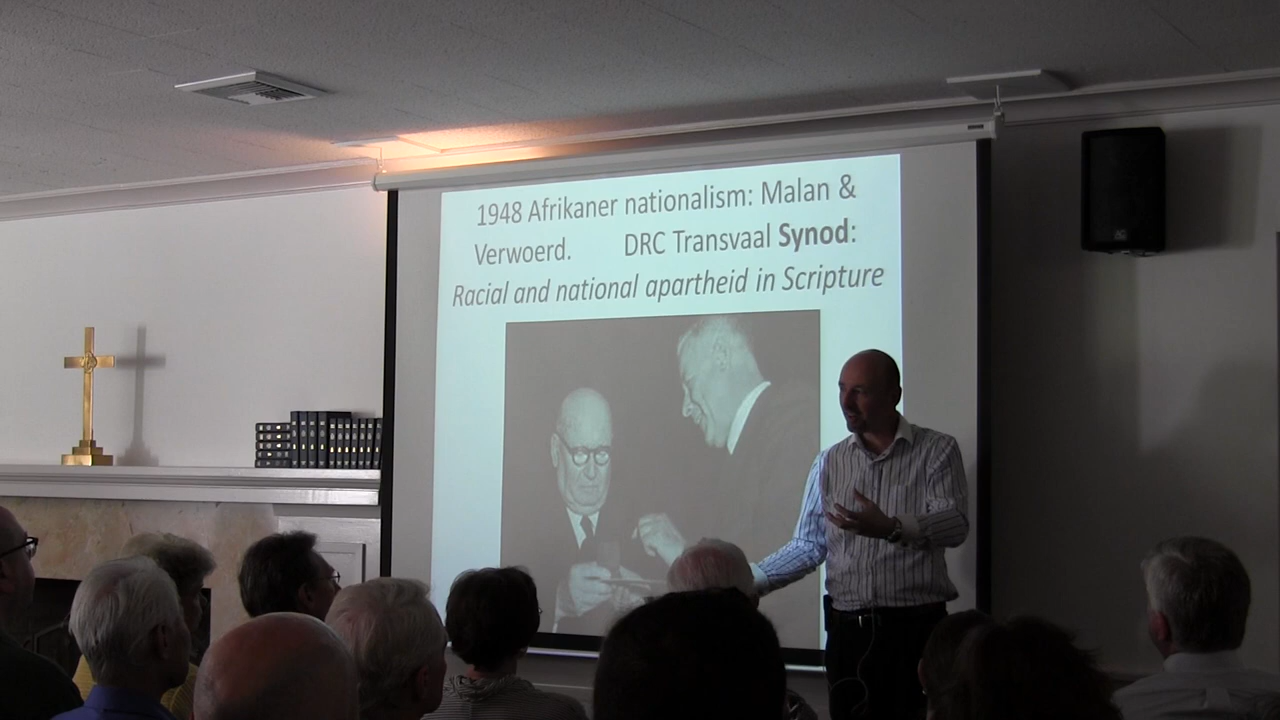 1948 Afrikaner nationalism: Malan &
Verwoerd. DRC Transvaal Synod:
Racial and national apartheid in Scripture